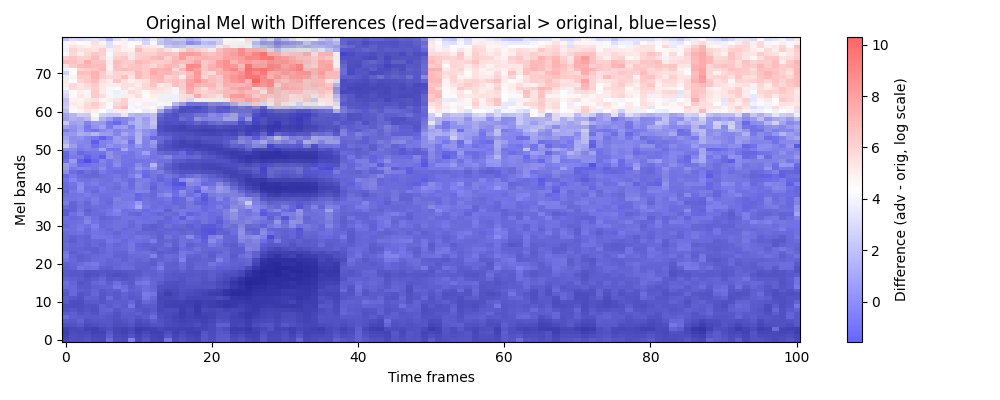 Original Mel with Differences (red=adversarial > original, blue=less)
Mel bands
70
60
50
40
30
20
10
0
0 20 40 60 80 100
Time frames
10
8
6
4
2
0
Difference (adv - orig, log scale)